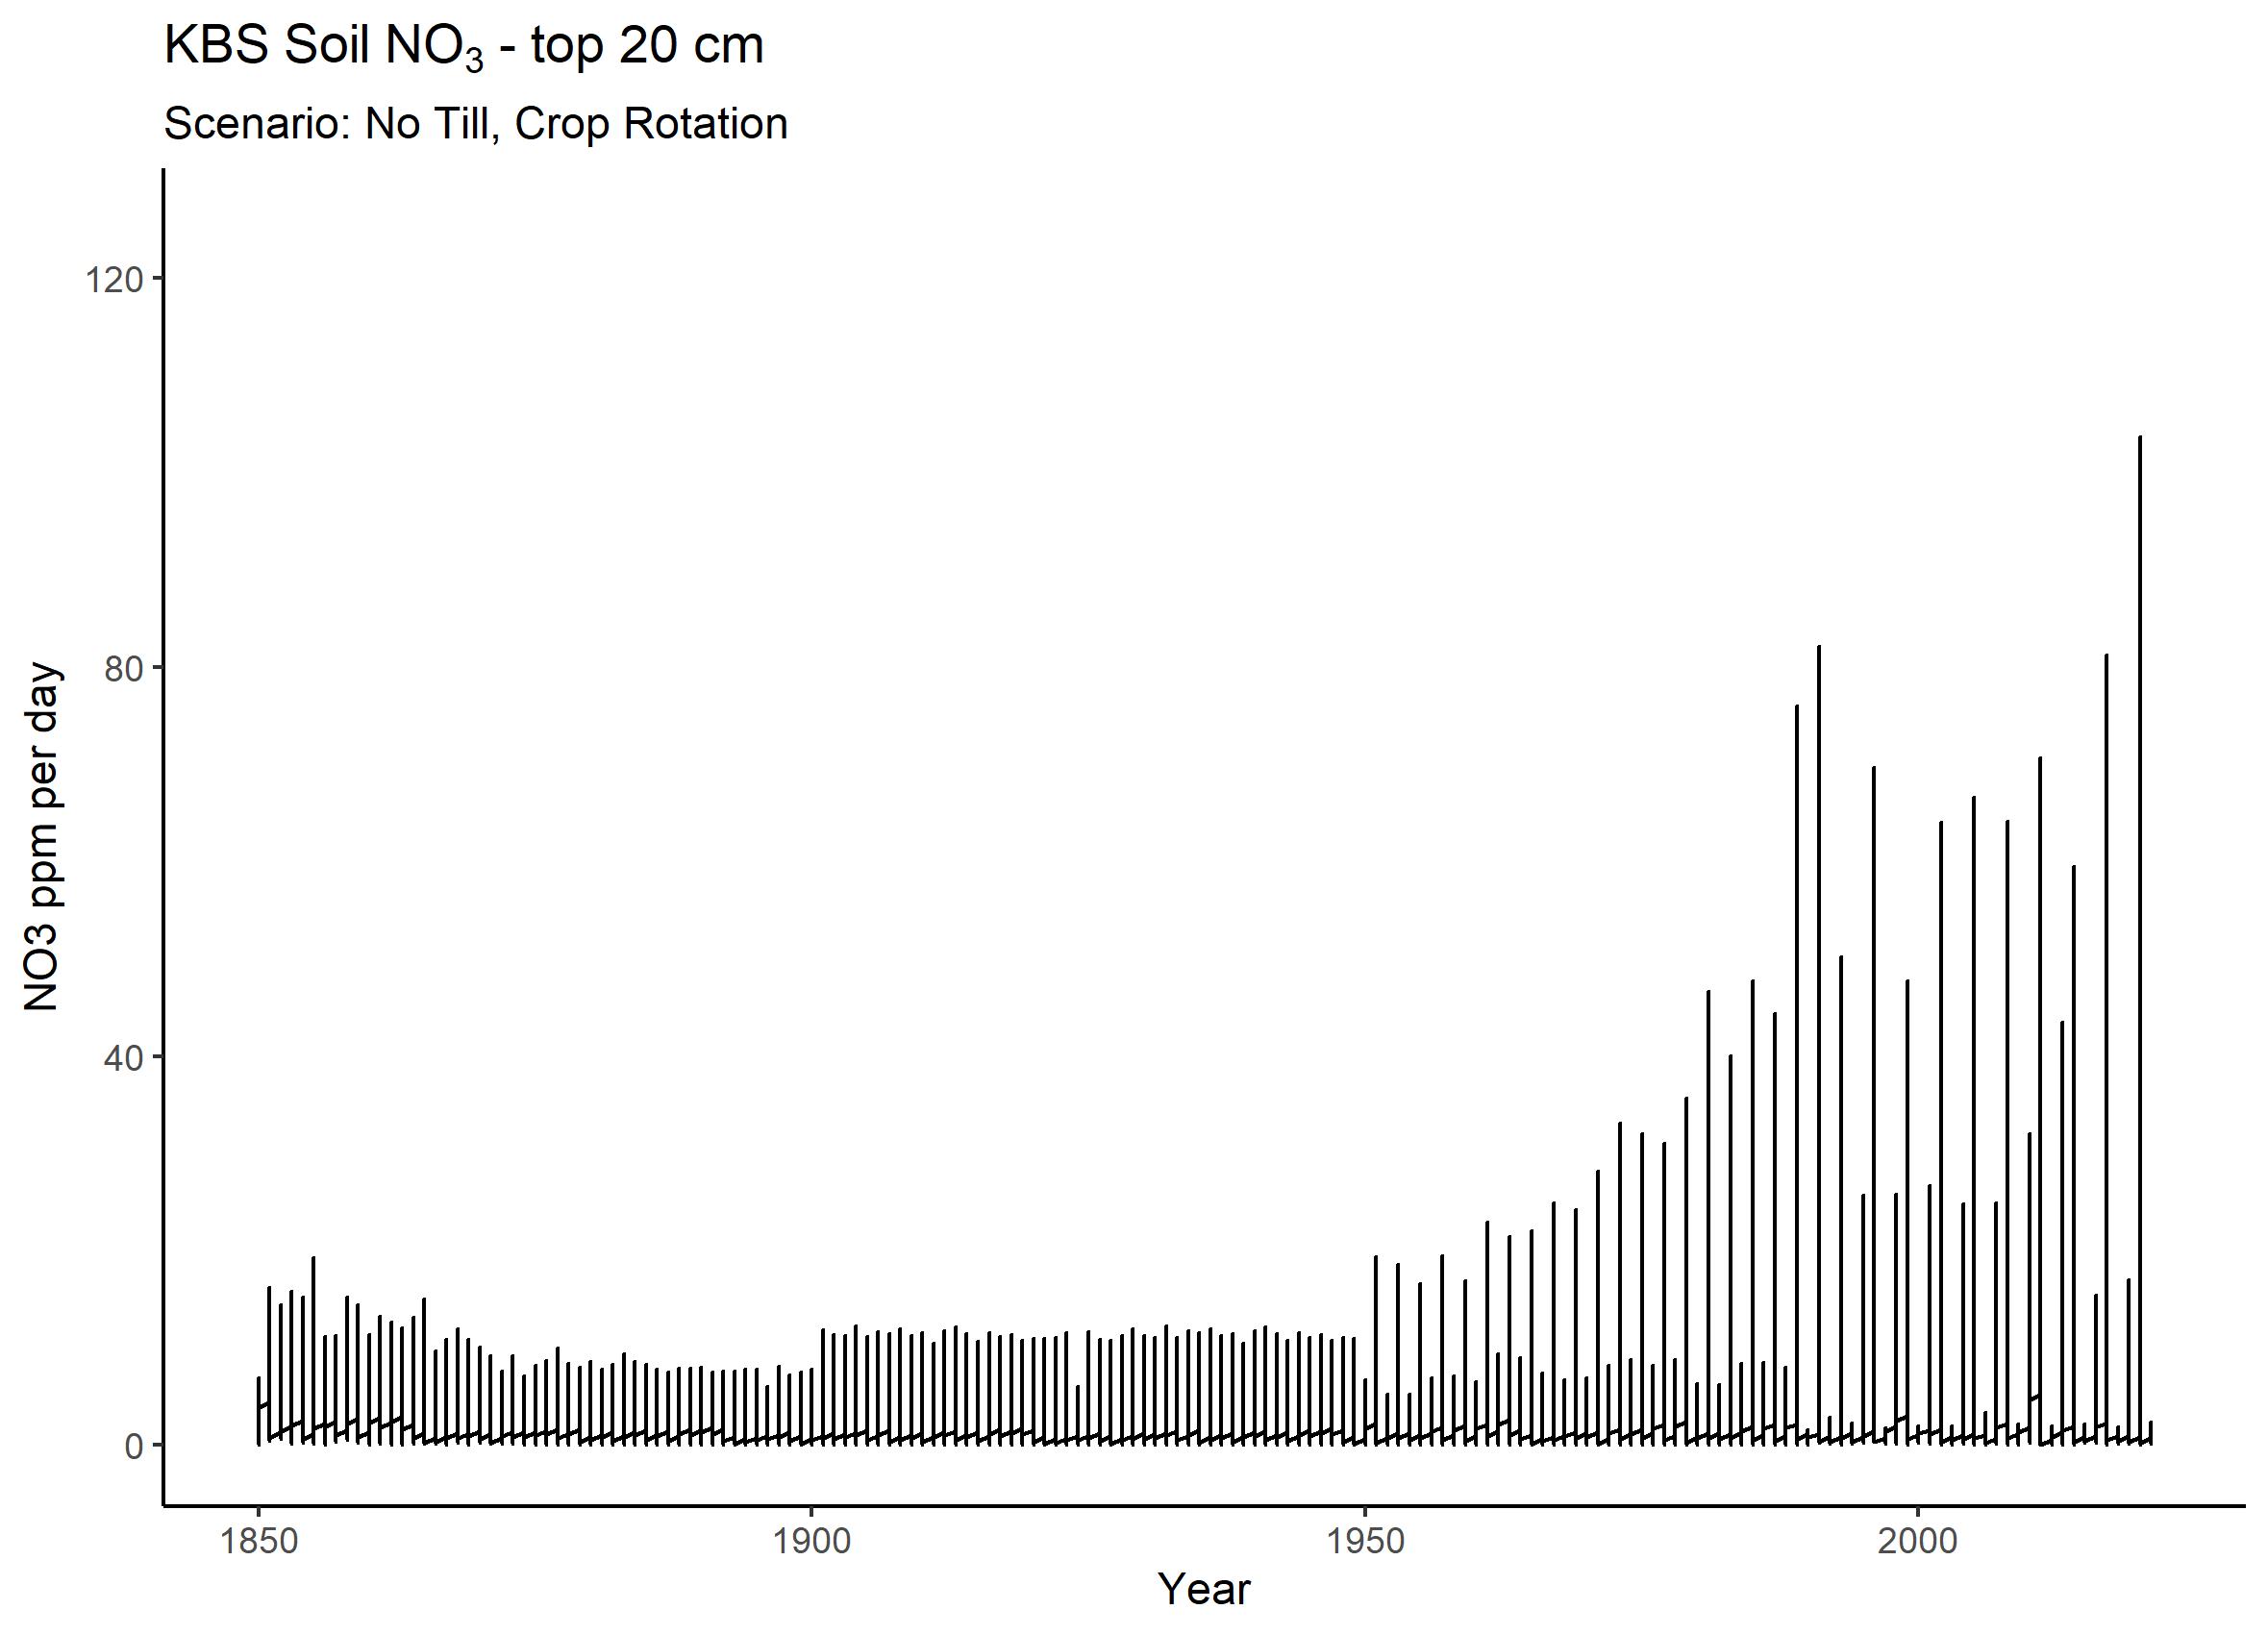 KBS Soil NO₃ - top 20 cm
Scenario: No Till, Crop Rotation
NO3 ppm per day
120
80
40
0
1850 1900 1950 2000
Year